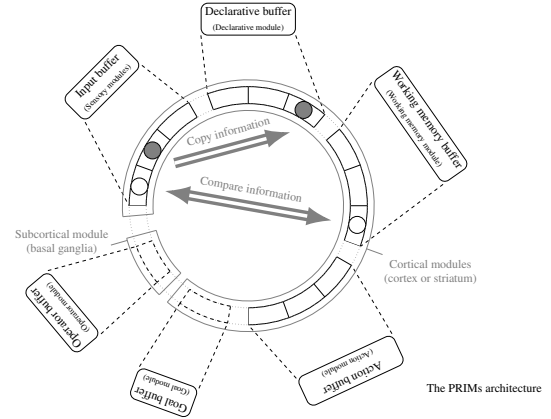 Declarative buffer
(Declarative module)
Input buffer
(Sensory modules)
Working memory buffer
(Working memory module)
Copy information
Compare information
Subcortical module
(basal ganglia)
Cortical modules
(cortex or striatum)
Operator buffer
(Operator module)
Goal buffer
(Goal module)
Action buffer
(Action module)
The PRIMs architecture